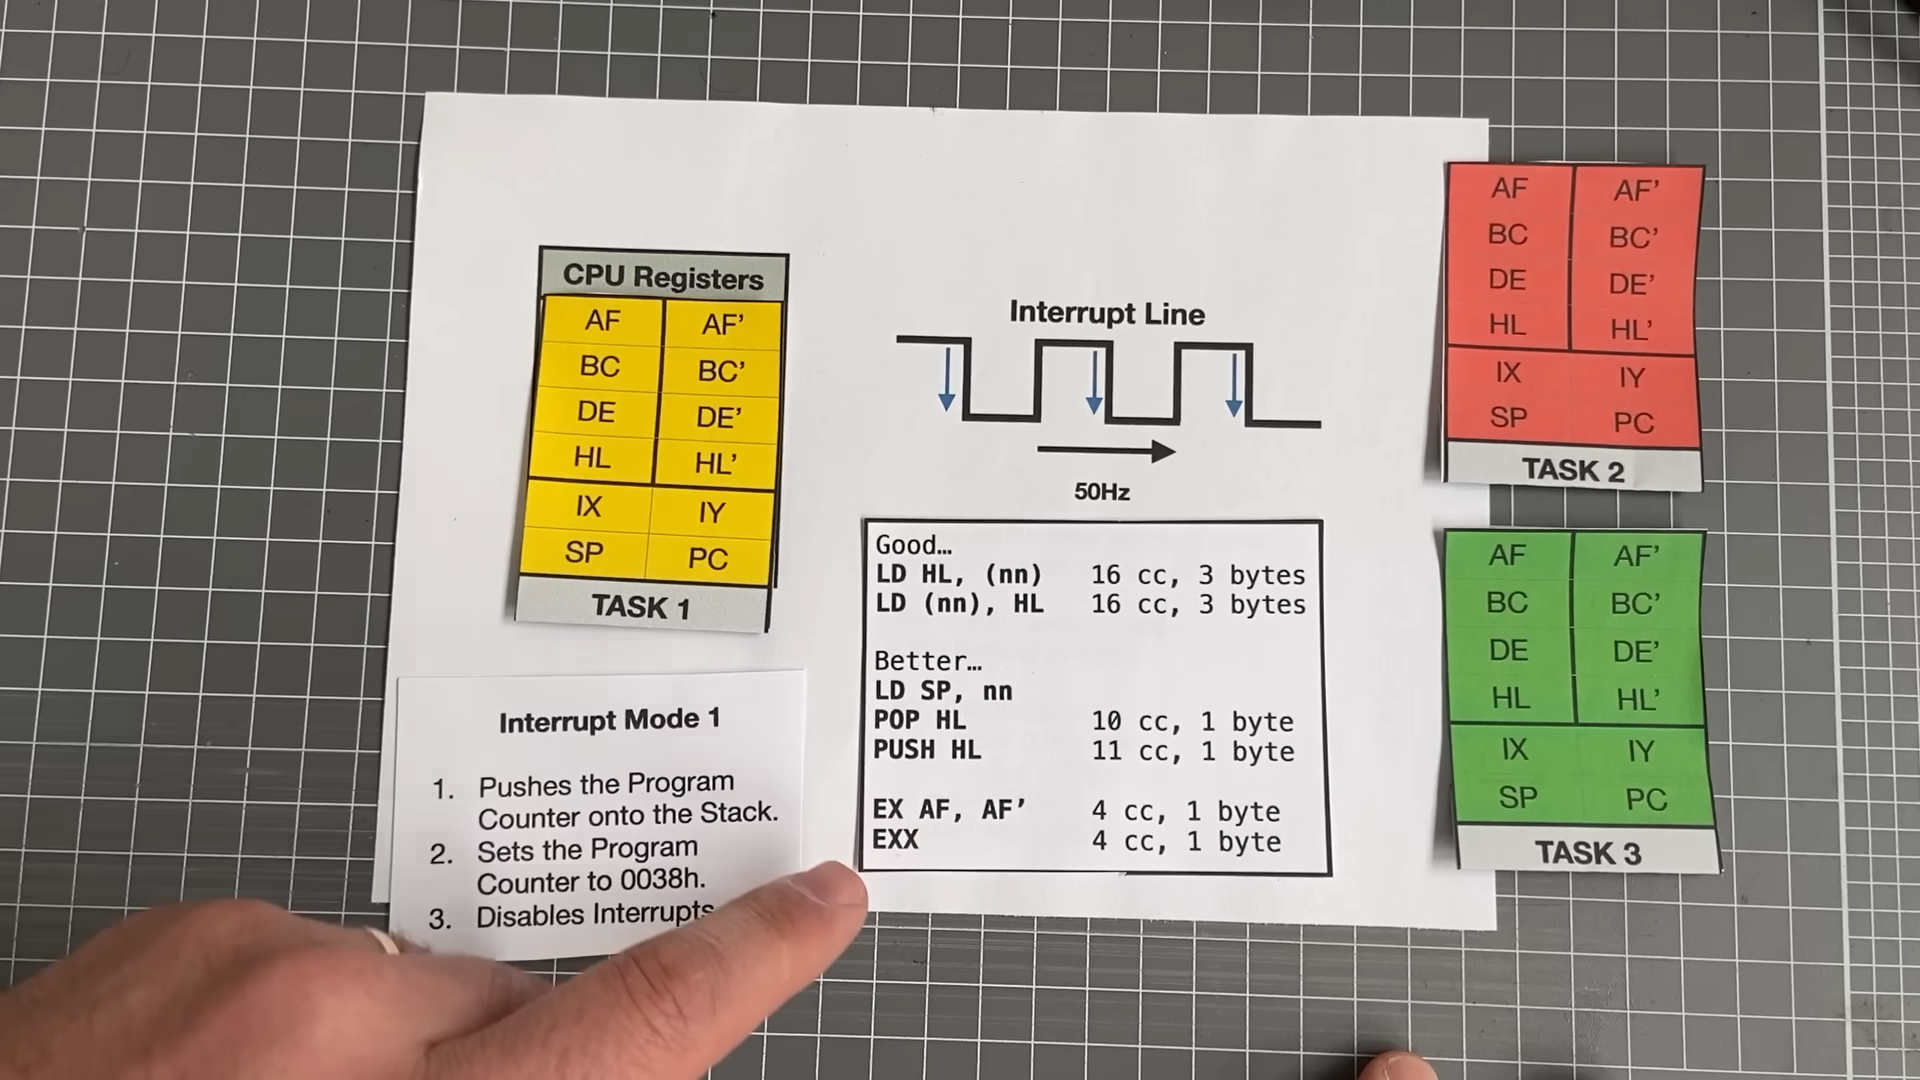 CPU Registers
AF AF'
BC BC'
DE DE'
HL HL'
IX IY
SP PC
TASK 1
Interrupt Mode 1
1. Pushes the Program
Counter onto the Stack.
2. Sets the Program
Counter to 0038h.
3. Disables Interrupts
Interrupt Line
50Hz
Good…
LD HL, (nn) 16 cc, 3 bytes
LD (nn), HL 16 cc, 3 bytes
Better…
LD SP, nn
POP HL 10 cc, 1 byte
PUSH HL 11 cc, 1 byte
EX AF, AF' 4 cc, 1 byte
EXX 4 cc, 1 byte
AF AF'
BC BC'
DE DE'
HL HL'
IX IY
SP PC
TASK 2
AF AF'
BC BC'
DE DE'
HL HL'
IX IY
SP PC
TASK 3